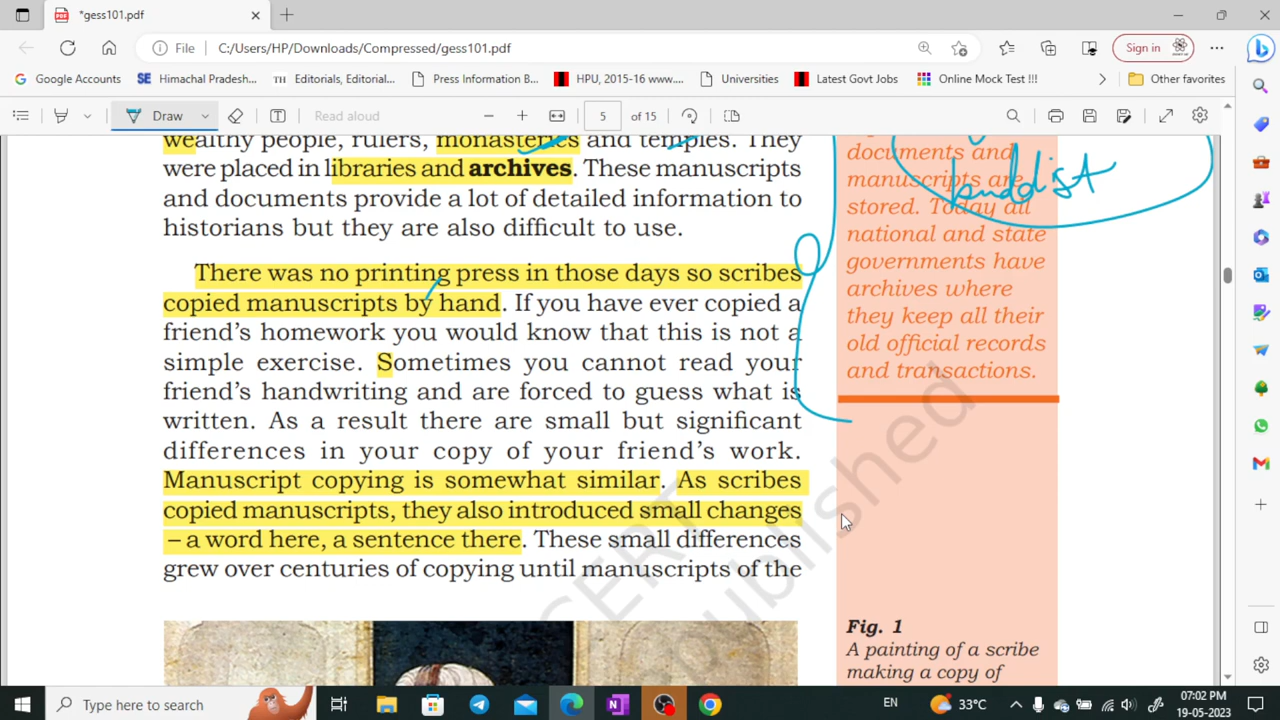 *gess101.pdf
File
C:/Users/HP/Downloads/Compressed/gess101.pdf
Sign in
Google Accounts
SE Himachal Pradesh...
TH Editorials, Editorial...
Press Information B...
HPU, 2015-16 www....
Universities
Latest Govt Jobs
Online Mock Test !!!
Other favorites
Draw
Read aloud
5 of 15
wealthy people, rulers, monasteries and temples. They
were placed in libraries and archives. These manuscripts
and documents provide a lot of detailed information to
historians but they are also difficult to use.
There was no printing press in those days so scribes
copied manuscripts by hand. If you have ever copied a
friend's homework you would know that this is not a
simple exercise. Sometimes you cannot read your
friend's handwriting and are forced to guess what is
written. As a result there are small but significant
differences in your copy of your friend's work.
Manuscript copying is somewhat similar. As scribes
copied manuscripts, they also introduced small changes
– a word here, a sentence there. These small differences
grew over centuries of copying until manuscripts of the
documents and
manuscripts are
stored. Today all
national and state
governments have
archives where
they keep all their
old official records
and transactions.
buddist
Fig. 1
A painting of a scribe
making a copy of
published
Type here to search
EN
33°C
07:02 PM
19-05-2023